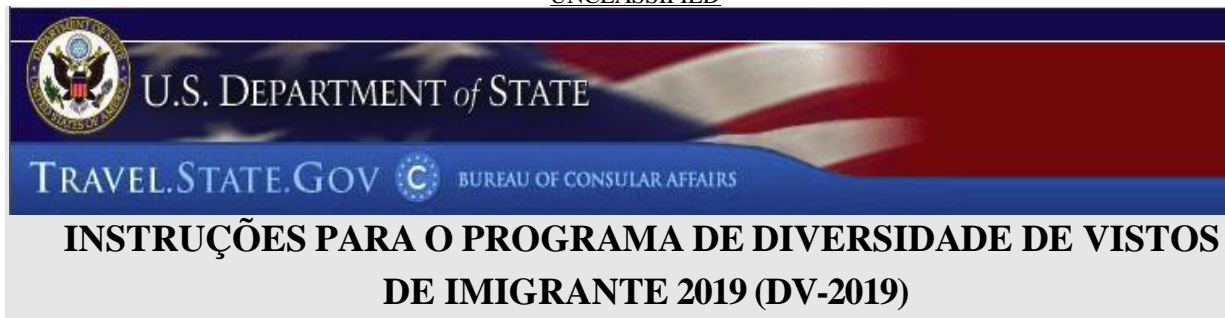 UNCLASSIFIED
U.S. DEPARTMENT of STATE
TRAVEL.STATE.GOV C BUREAU OF CONSULAR AFFAIRS
INSTRUÇÕES PARA O PROGRAMA DE DIVERSIDADE DE VISTOS
DE IMIGRANTE 2019 (DV-2019)